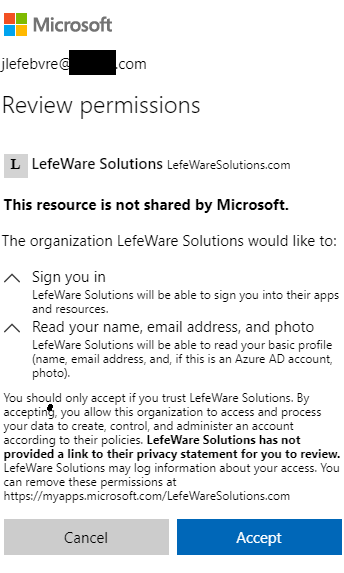 Microsoft
jlefebvre@ .com
Review permissions
L LefeWare Solutions LefeWareSolutions.com
This resource is not shared by Microsoft.
The organization LefeWare Solutions would like to:
Sign you in
LefeWare Solutions will be able to sign you into their apps
and resources.
Read your name, email address, and photo
LefeWare Solutions will be able to read your basic profile
(name, email address, and, if this is an Azure AD account,
photo).
You should only accept if you trust LefeWare Solutions. By
accepting, you allow this organization to access and process
your data to create, control, and administer an account
according to their policies. LefeWare Solutions has not
provided a link to their privacy statement for you to review.
LefeWare Solutions may log information about your access. You
can remove these permissions at
https://myapps.microsoft.com/LefeWareSolutions.com
Cancel Accept